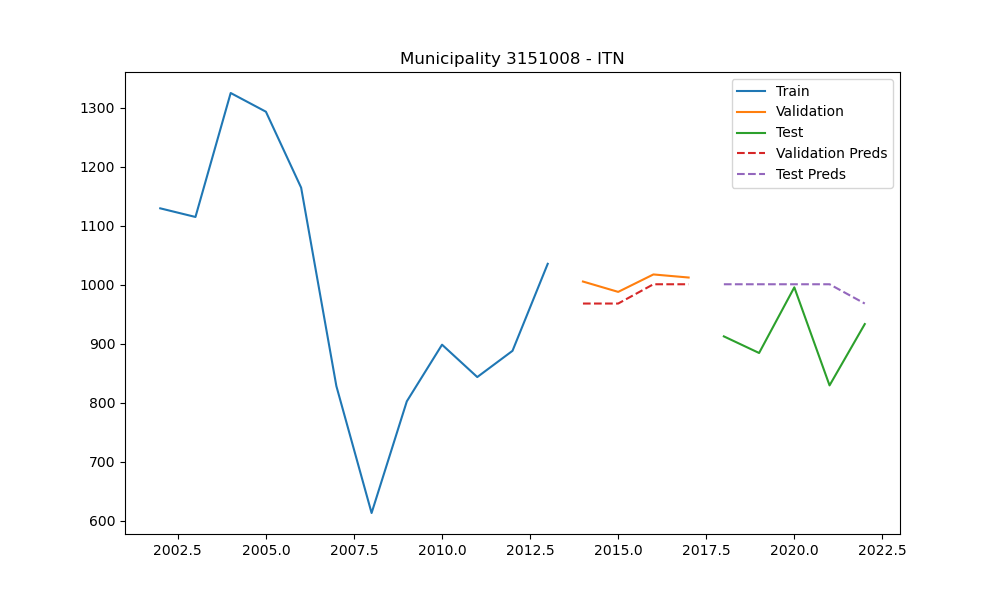 Municipality 3151008 - ITN
Train
Validation
Test
Validation Preds
Test Preds
1300
1200
1100
1000
900
800
700
600
2002.5 2005.0 2007.5 2010.0 2012.5 2015.0 2017.5 2020.0 2022.5